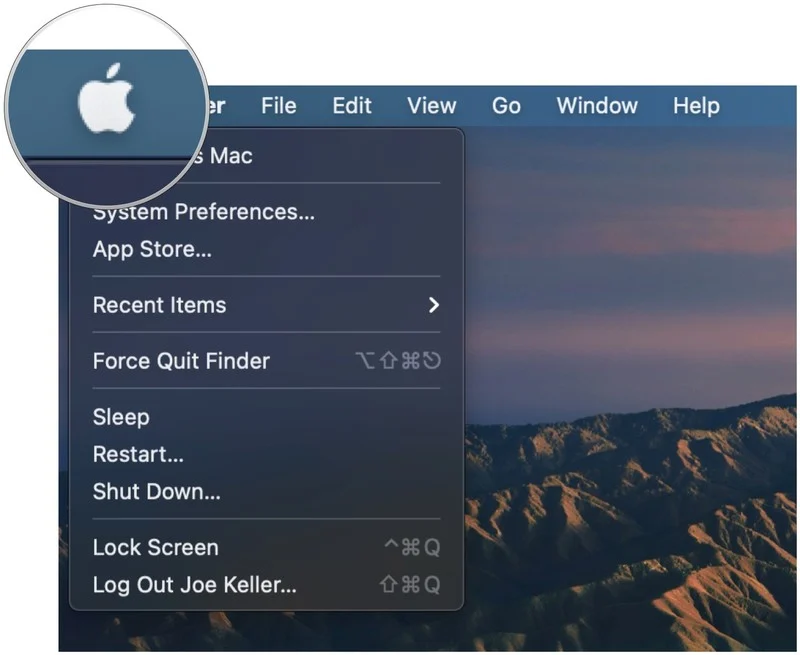 er File Edit View Go Window Help
s Mac
System Preferences...
App Store...
Recent Items
Force Quit Finder ⌥⇧⌘⎋
Sleep
Restart...
Shut Down...
Lock Screen ^⌘Q
Log Out Joe Keller... ⇧⌘Q